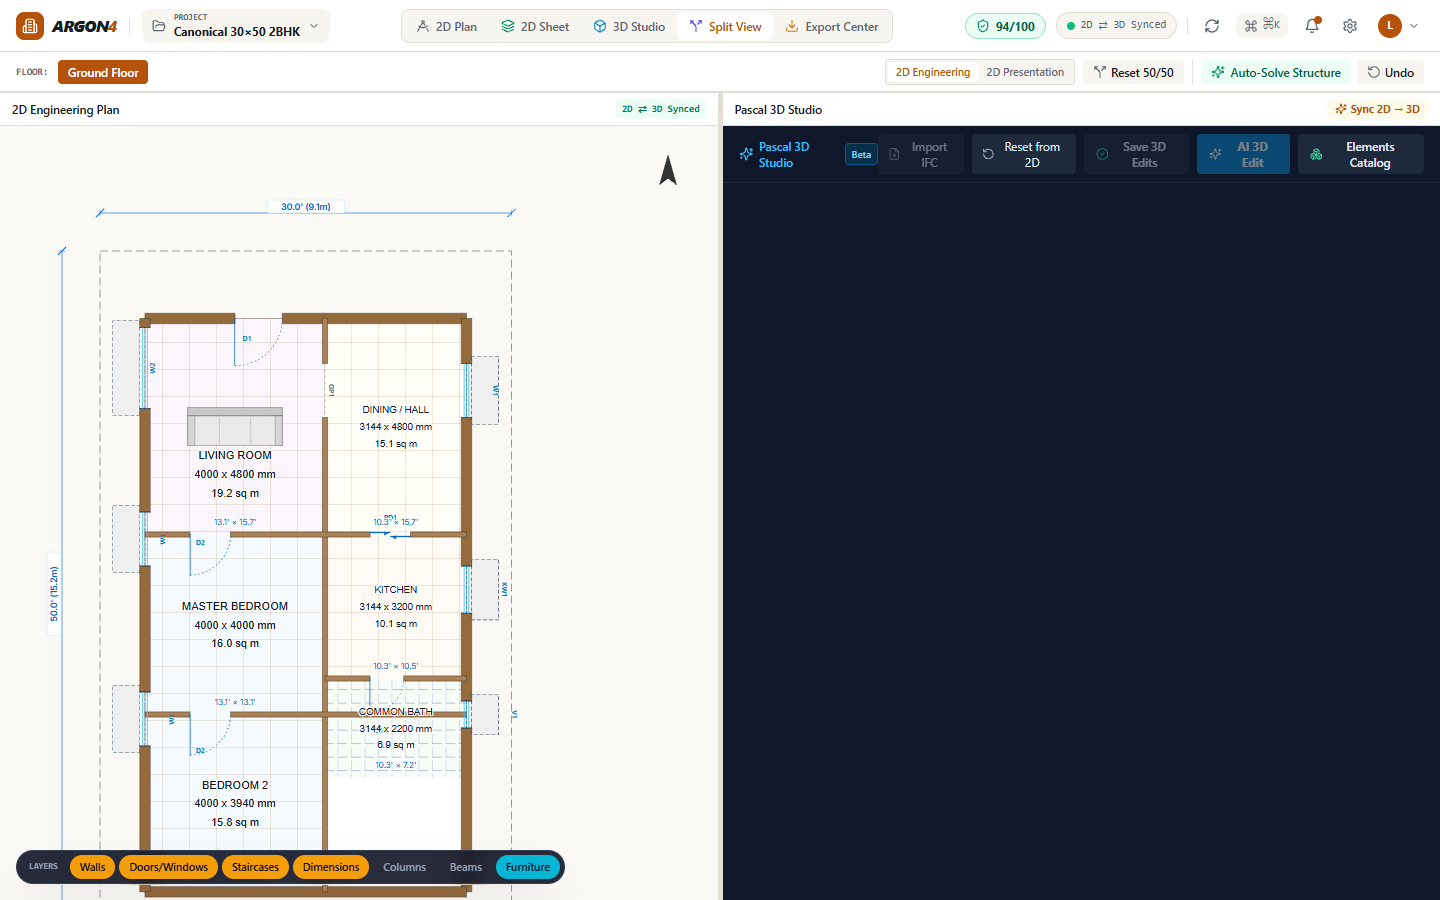 ARGON4
PROJECT
Canonical 30×50 2BHK
2D Plan
2D Sheet
3D Studio
Split View
Export Center
94/100
2D ⇄ 3D Synced
⌘K
L
FLOOR:
Ground Floor
2D Engineering
2D Presentation
Reset 50/50
Auto-Solve Structure
Undo
2D Engineering Plan
2D ⇄ 3D Synced
Pascal 3D Studio
Sync 2D → 3D
Pascal 3D
Studio
Beta
Import
IFC
Reset from
2D
Save 3D
Edits
AI 3D
Edit
Elements
Catalog
30.0' (9.1m)
50.0' (15.2m)
D1
W2
OP1
W1
DINING / HALL
3144 x 4800 mm
15.1 sq m
LIVING ROOM
4000 x 4800 mm
19.2 sq m
13.1' × 15.7'
10.3' × 15.7'
W1
D2
KITCHEN
3144 x 3200 mm
10.1 sq m
KW1
MASTER BEDROOM
4000 x 4000 mm
16.0 sq m
10.3' × 10.5'
13.1' × 13.1'
W1
D2
COMMON BATH
3144 x 2200 mm
6.9 sq m
10.3' × 7.2'
V1
BEDROOM 2
4000 x 3940 mm
15.8 sq m
LAYERS
Walls
Doors/Windows
Staircases
Dimensions
Columns
Beams
Furniture